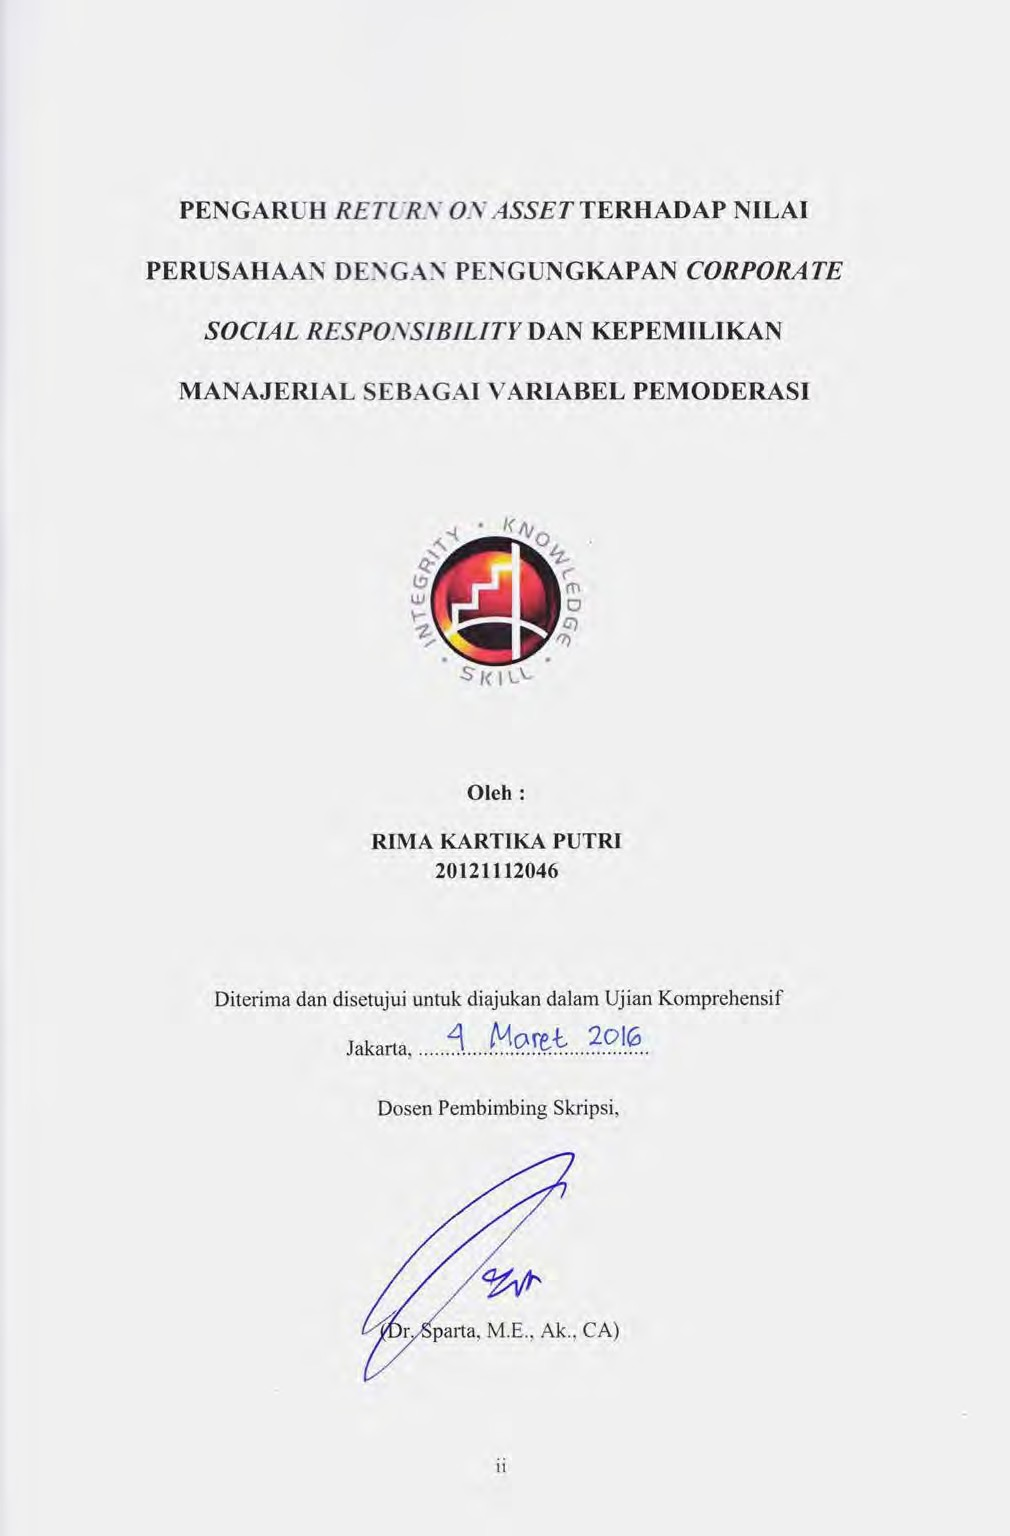 PENGARUH RETURN ON ASSET TERHADAP NILAI
PERUSAHAAN DENGAN PENGUNGKAPAN CORPORATE
SOCIAL RESPONSIBILITY DAN KEPEMILIKAN
MANAJERIAL SEBAGAI VARIABEL PEMODERASI
INTEGRITY • KNOWLEDGE • SKILL •
Oleh :
RIMA KARTIKA PUTRI
20121112046
Diterima dan disetujui untuk diajukan dalam Ujian Komprehensif
Jakarta, 4 Maret 2016
Dosen Pembimbing Skripsi,
(Dr. Sparta, M.E., Ak., CA)
ii